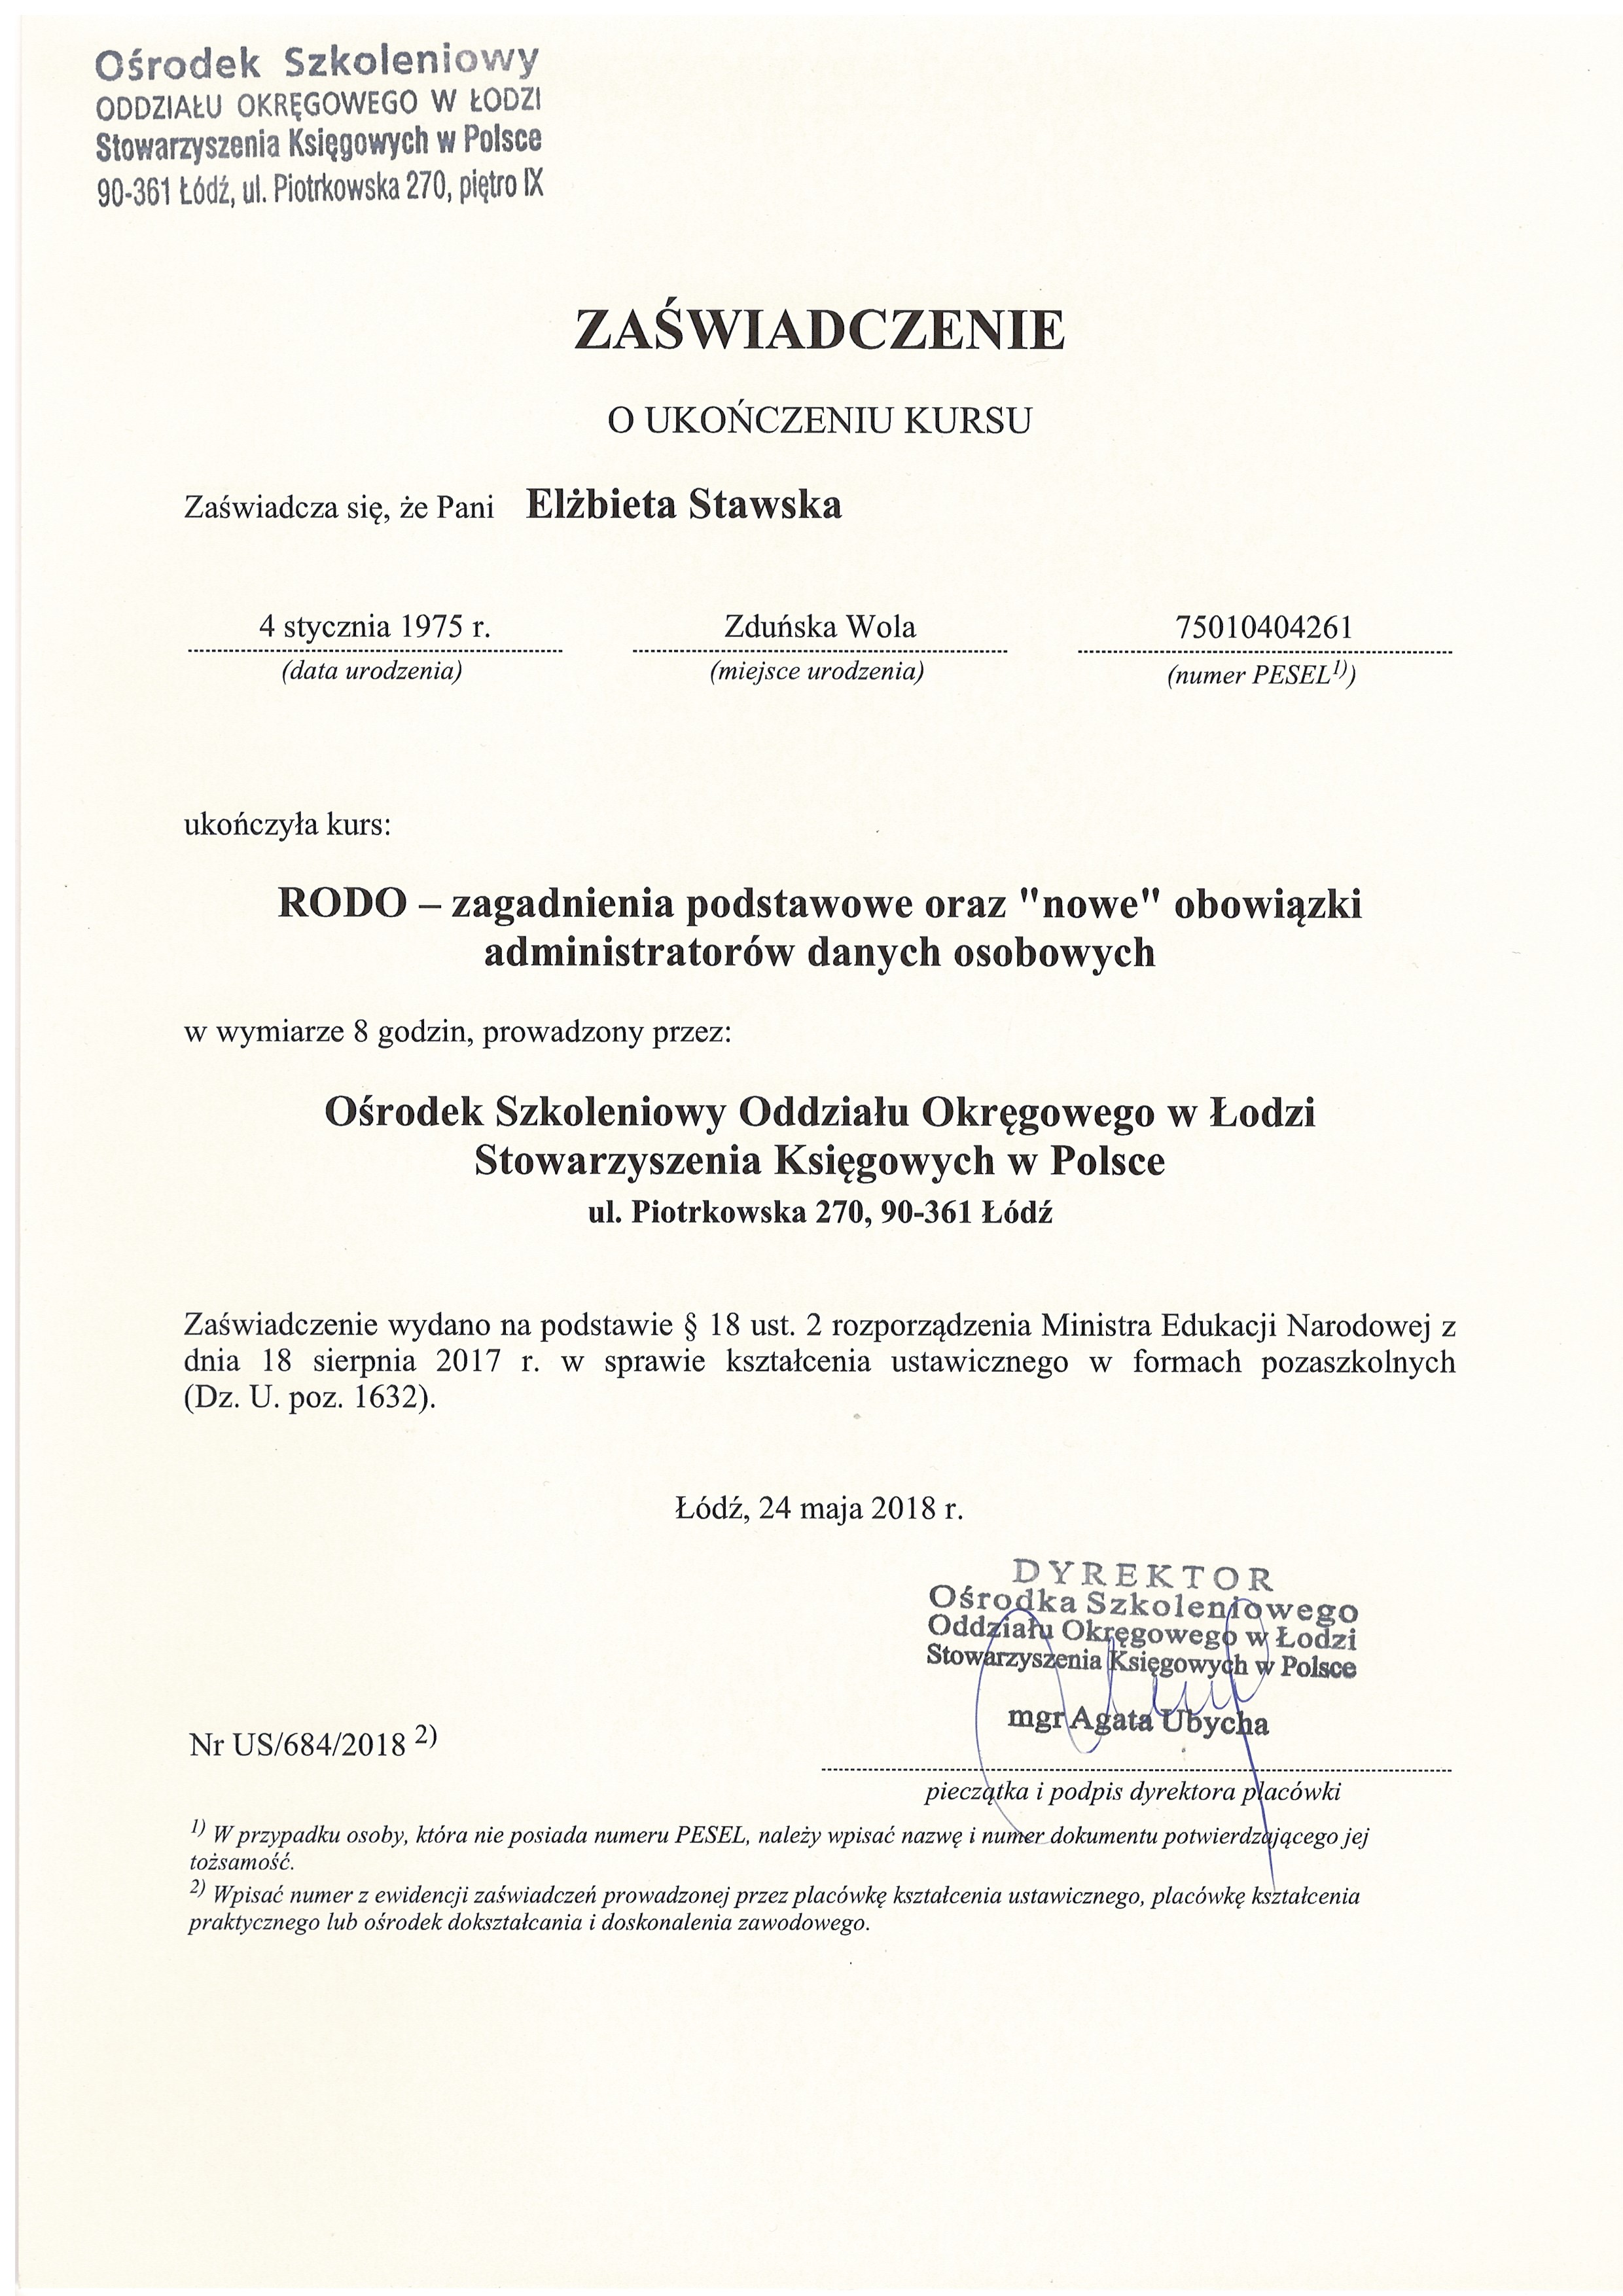 Ośrodek Szkoleniowy
ODDZIAŁU OKRĘGOWEGO W ŁODZI
Stowarzyszenia Księgowych w Polsce
90-361 Łódź, ul. Piotrkowska 270, piętro IX
ZAŚWIADCZENIE
O UKOŃCZENIU KURSU
Zaświadcza się, że Pani Elżbieta Stawska
4 stycznia 1975 r. Zduńska Wola 75010404261
(data urodzenia) (miejsce urodzenia) (numer PESEL¹⁾)
ukończyła kurs:
RODO – zagadnienia podstawowe oraz "nowe" obowiązki
administratorów danych osobowych
w wymiarze 8 godzin, prowadzony przez:
Ośrodek Szkoleniowy Oddziału Okręgowego w Łodzi
Stowarzyszenia Księgowych w Polsce
ul. Piotrkowska 270, 90-361 Łódź
Zaświadczenie wydano na podstawie § 18 ust. 2 rozporządzenia Ministra Edukacji Narodowej z
dnia 18 sierpnia 2017 r. w sprawie kształcenia ustawicznego w formach pozaszkolnych
(Dz. U. poz. 1632).
Łódź, 24 maja 2018 r.
DYREKTOR
Ośrodka Szkoleniowego
Oddziału Okręgowego w Łodzi
Stowarzyszenia Księgowych w Polsce
mgr Agata Ubycha
Nr US/684/2018 ²⁾
pieczątka i podpis dyrektora placówki
¹⁾ W przypadku osoby, która nie posiada numeru PESEL, należy wpisać nazwę i numer dokumentu potwierdzającego jej
tożsamość.
²⁾ Wpisać numer z ewidencji zaświadczeń prowadzonej przez placówkę kształcenia ustawicznego, placówkę kształcenia
praktycznego lub ośrodek dokształcania i doskonalenia zawodowego.